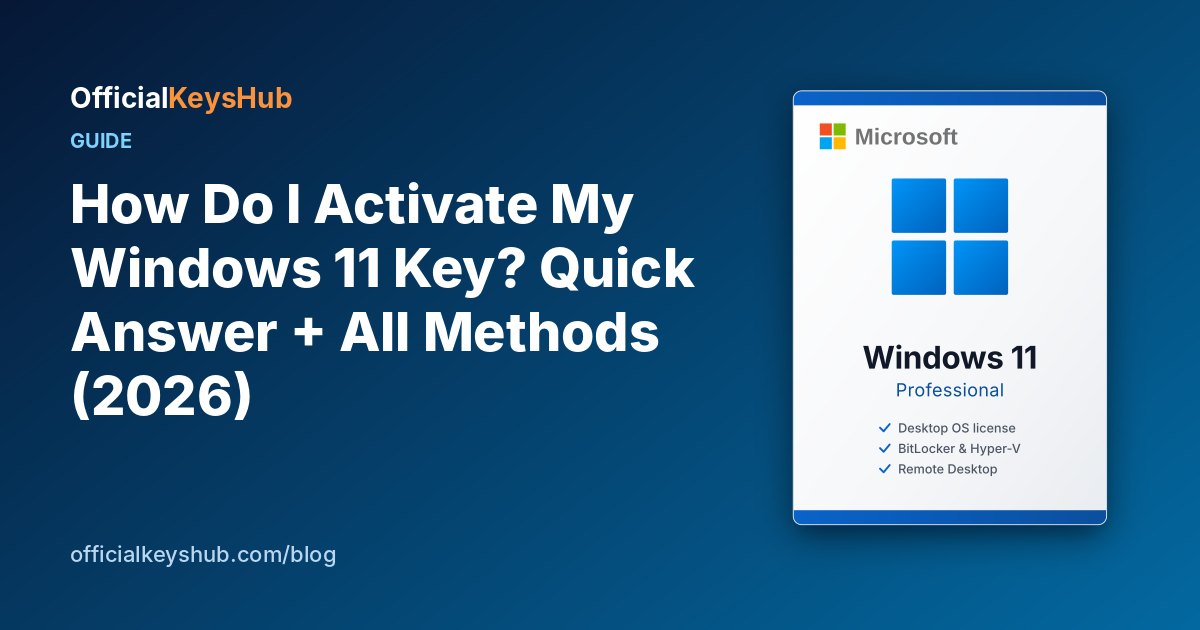 OfficialKeysHub
GUIDE
How Do I Activate My
Windows 11 Key? Quick
Answer + All Methods
(2026)
officialkeyshub.com/blog
Microsoft
Windows 11
Professional
Desktop OS license
BitLocker & Hyper-V
Remote Desktop